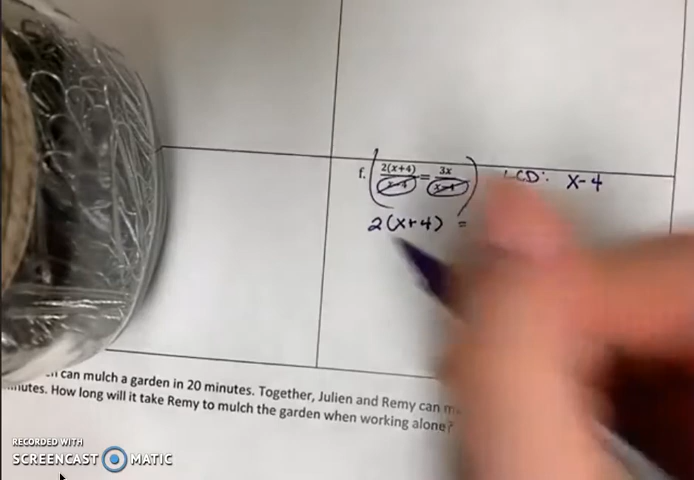 f. ( 2(x+4) / x-4 = 3x / x-4 ) LCD: x-4
2(x+4) =
can mulch a garden in 20 minutes. Together, Julien and Remy can
minutes. How long will it take Remy to mulch the garden when working alone?
RECORDED WITH
SCREENCAST MATIC